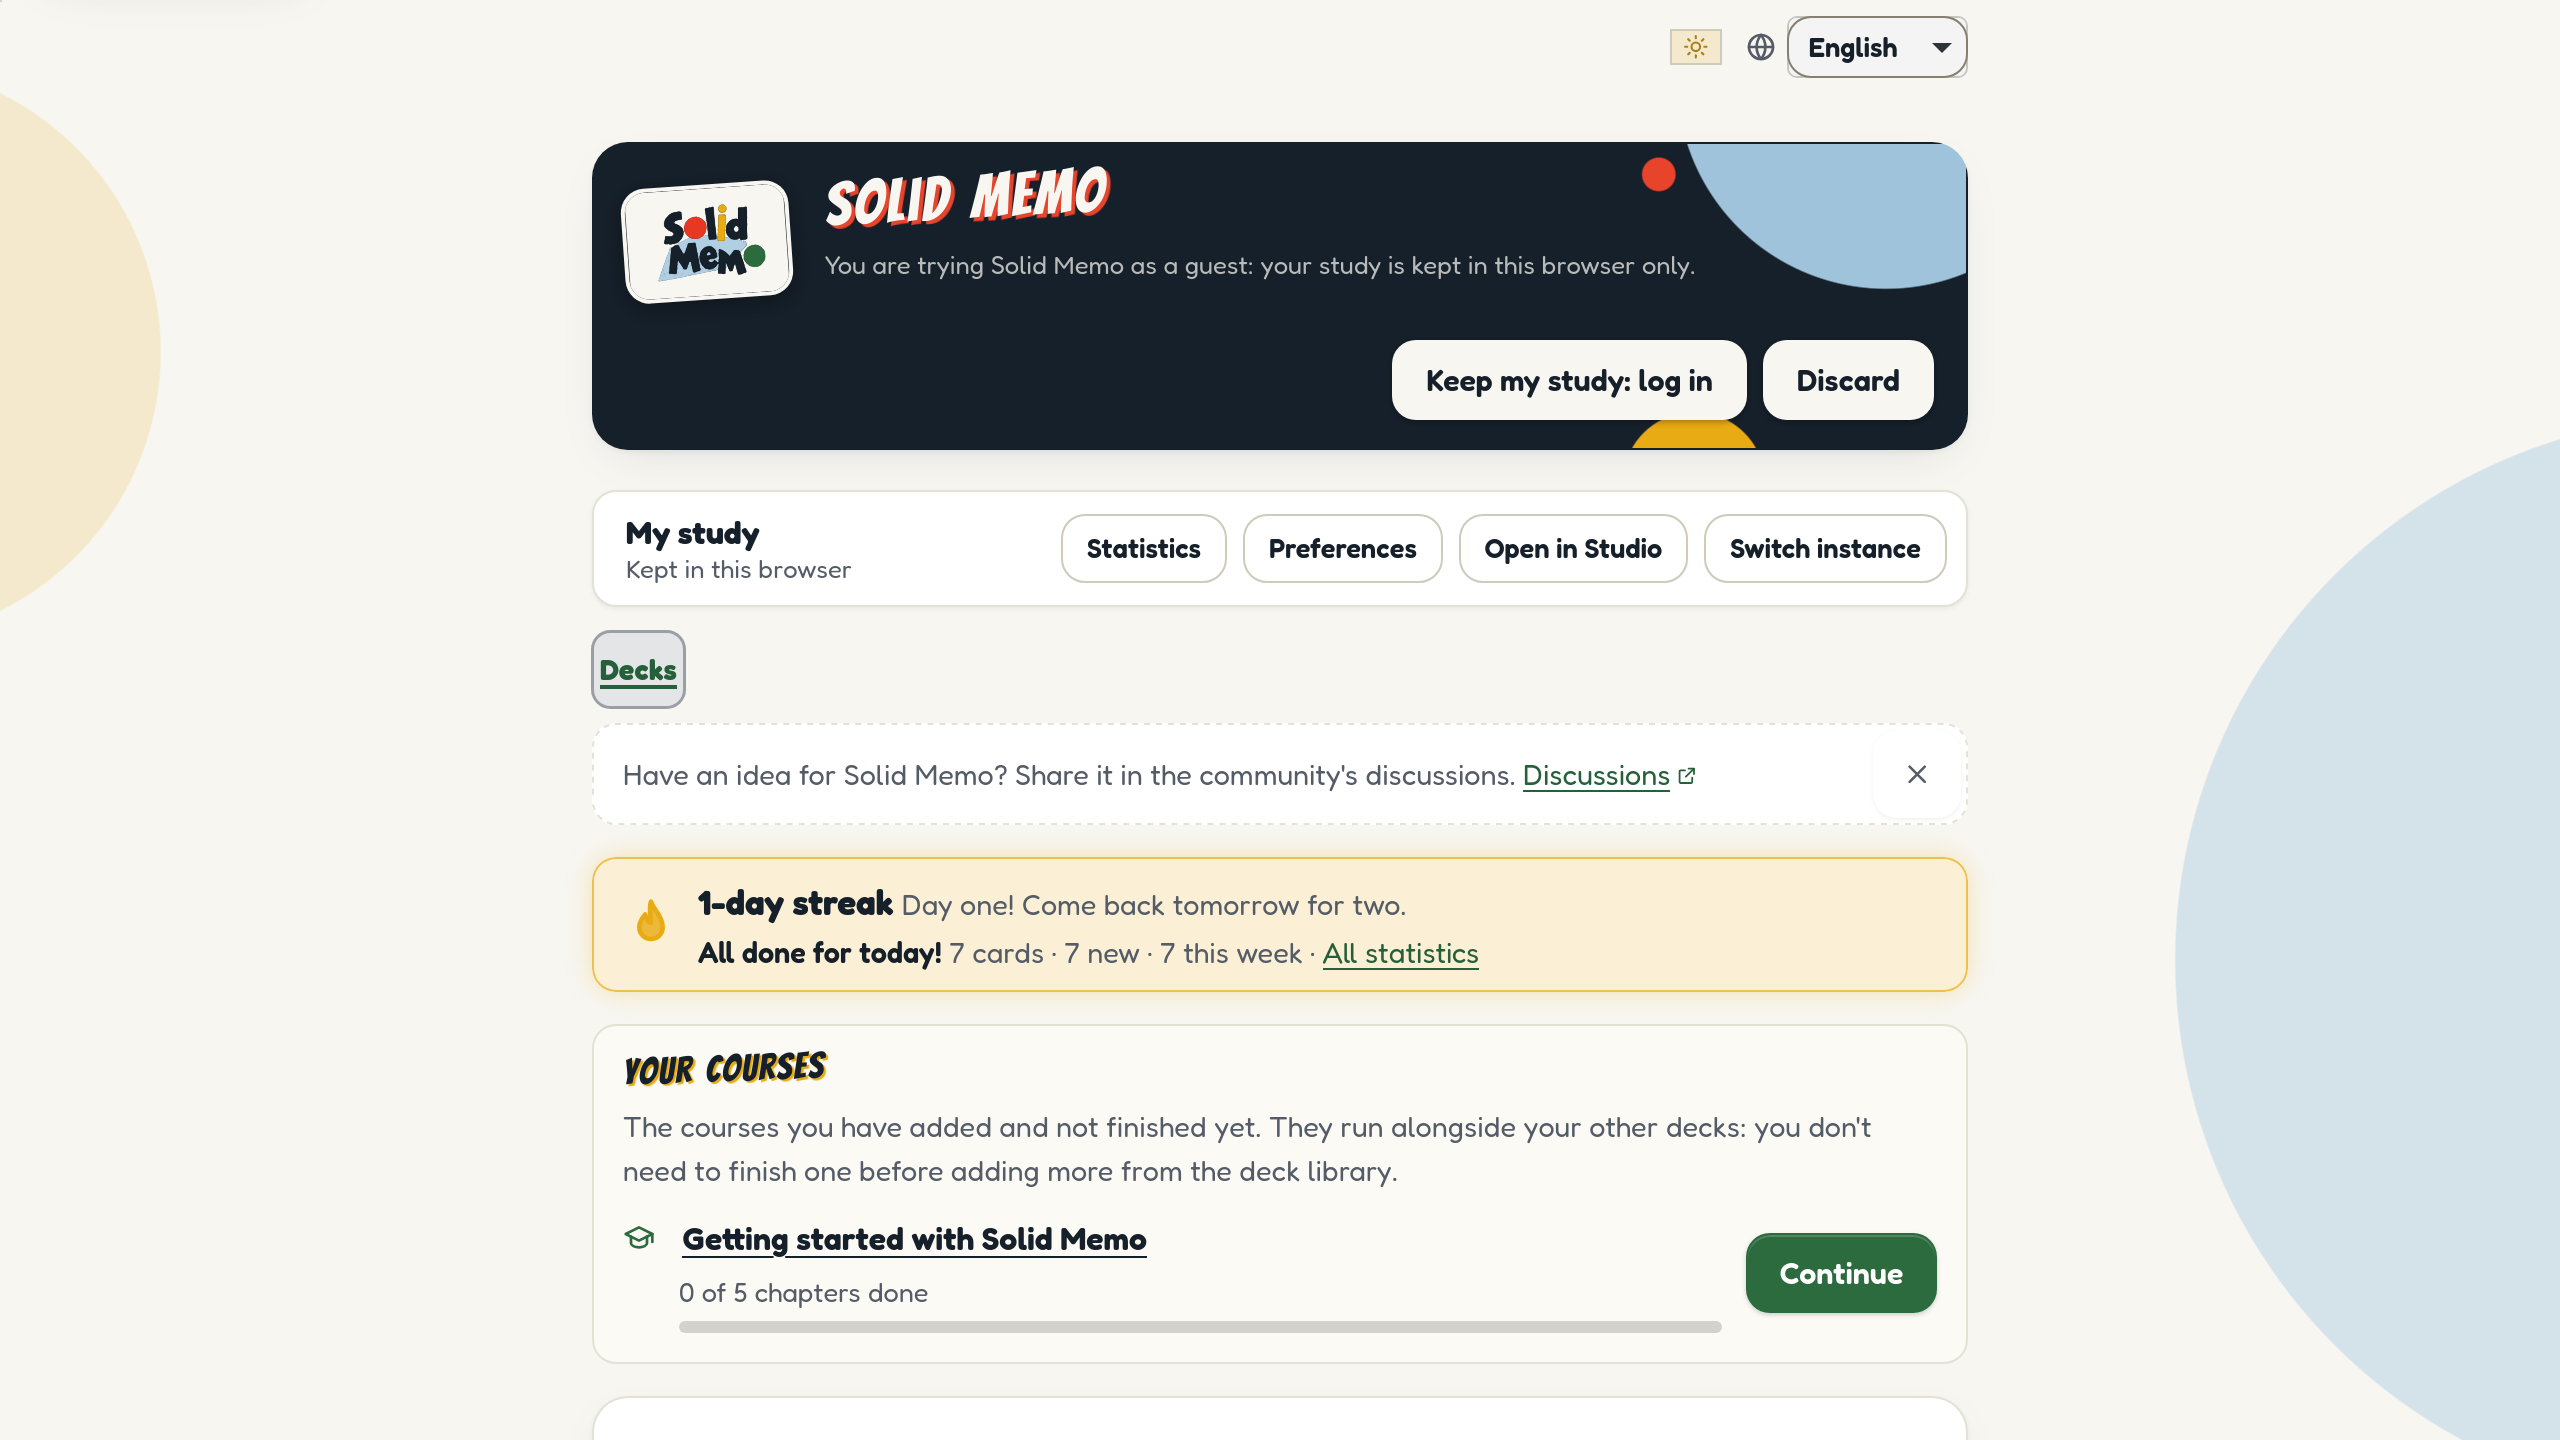 English
Solid
Memo
SOLID MEMO
You are trying Solid Memo as a guest: your study is kept in this browser only.
Keep my study: log in
Discard
My study
Kept in this browser
Statistics
Preferences
Open in Studio
Switch instance
Decks
Have an idea for Solid Memo? Share it in the community's discussions. Discussions
1-day streak Day one! Come back tomorrow for two.
All done for today! 7 cards · 7 new · 7 this week · All statistics
YOUR COURSES
The courses you have added and not finished yet. They run alongside your other decks: you don't
need to finish one before adding more from the deck library.
Getting started with Solid Memo
0 of 5 chapters done
Continue